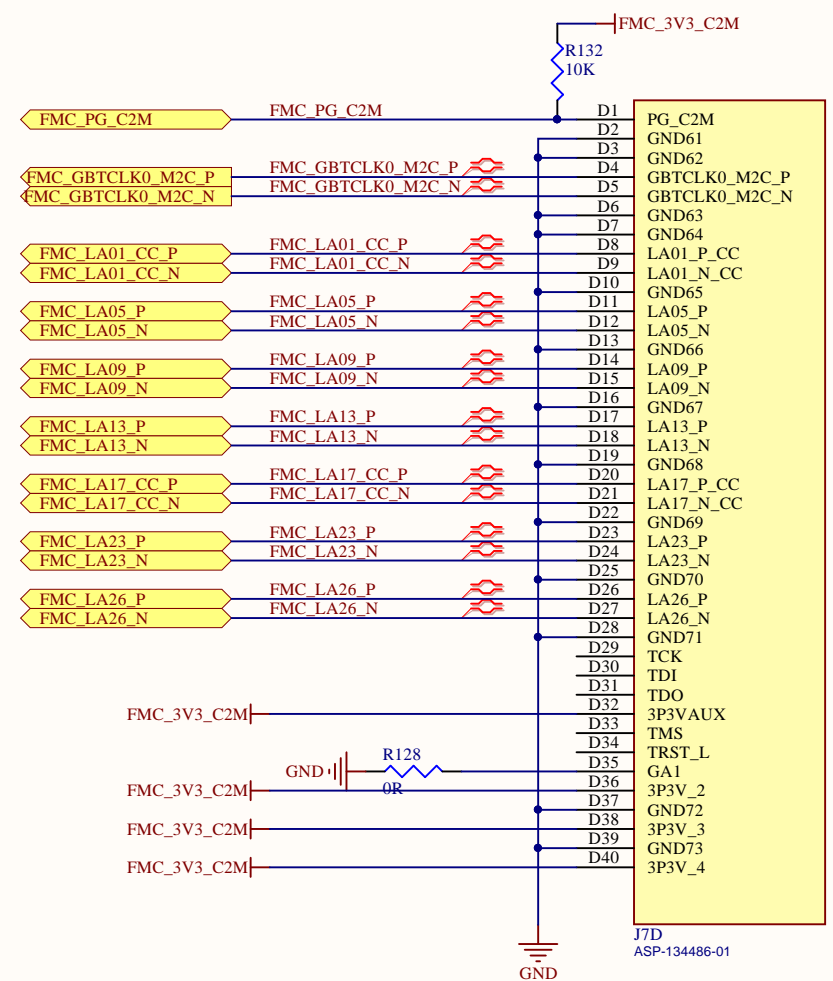 FMC_3V3_C2M
R132
10K
FMC_PG_C2M FMC_PG_C2M D1 PG_C2M
D2 GND61
D3 GND62
FMC_GBTCLK0_M2C_P FMC_GBTCLK0_M2C_P D4 GBTCLK0_M2C_P
FMC_GBTCLK0_M2C_N FMC_GBTCLK0_M2C_N D5 GBTCLK0_M2C_N
D6 GND63
D7 GND64
FMC_LA01_CC_P FMC_LA01_CC_P D8 LA01_P_CC
FMC_LA01_CC_N FMC_LA01_CC_N D9 LA01_N_CC
D10 GND65
FMC_LA05_P FMC_LA05_P D11 LA05_P
FMC_LA05_N FMC_LA05_N D12 LA05_N
D13 GND66
FMC_LA09_P FMC_LA09_P D14 LA09_P
FMC_LA09_N FMC_LA09_N D15 LA09_N
D16 GND67
FMC_LA13_P FMC_LA13_P D17 LA13_P
FMC_LA13_N FMC_LA13_N D18 LA13_N
D19 GND68
FMC_LA17_CC_P FMC_LA17_CC_P D20 LA17_P_CC
FMC_LA17_CC_N FMC_LA17_CC_N D21 LA17_N_CC
D22 GND69
FMC_LA23_P FMC_LA23_P D23 LA23_P
FMC_LA23_N FMC_LA23_N D24 LA23_N
D25 GND70
FMC_LA26_P FMC_LA26_P D26 LA26_P
FMC_LA26_N FMC_LA26_N D27 LA26_N
D28 GND71
D29 TCK
D30 TDI
D31 TDO
FMC_3V3_C2M D32 3P3VAUX
D33 TMS
D34 TRST_L
GND R128 0R D35 GA1
FMC_3V3_C2M D36 3P3V_2
D37 GND72
FMC_3V3_C2M D38 3P3V_3
D39 GND73
FMC_3V3_C2M D40 3P3V_4
J7D
ASP-134486-01
GND